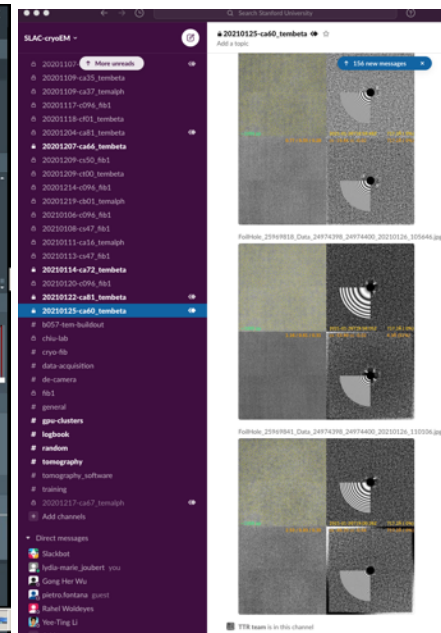 Search Stanford University
SLAC-cryoEM
20201107-
↑ More unreads
20201109-ca35_tembeta
20201109-ca37_temalph
20201117-c096_fib1
20201118-cf01_tembeta
20201204-ca81_tembeta
20201207-ca66_tembeta
20201209-cs50_fib1
20201209-ct00_tembeta
20201214-c096_fib1
20201219-cb01_temalph
20210106-c096_fib1
20210108-cs47_fib1
20210111-ca16_temalph
20210113-cs47_fib1
20210114-ca72_tembeta
20210120-c096_fib1
20210122-ca81_tembeta
20210125-ca60_tembeta
# b057-tem-buildout
chiu-lab
# cryo-fib
# data-acquisition
# de-camera
fib1
# general
# gpu-clusters
# logbook
# random
# tomography
# tomography_software
# training
20201217-ca67_temalph
+ Add channels
Direct messages
Slackbot
lydia-marie_joubert you
Gong Her Wu
pietro.fontana guest
Rahel Woldeyes
Yee-Ting Li
20210125-ca60_tembeta
Add a topic
↑ 156 new messages ×
FoilHole_25969818_Data_24974398_24974400_20210126_105646.jpg
FoilHole_25969841_Data_24974398_24974400_20210126_110106.jpg
TTR team is in this channel